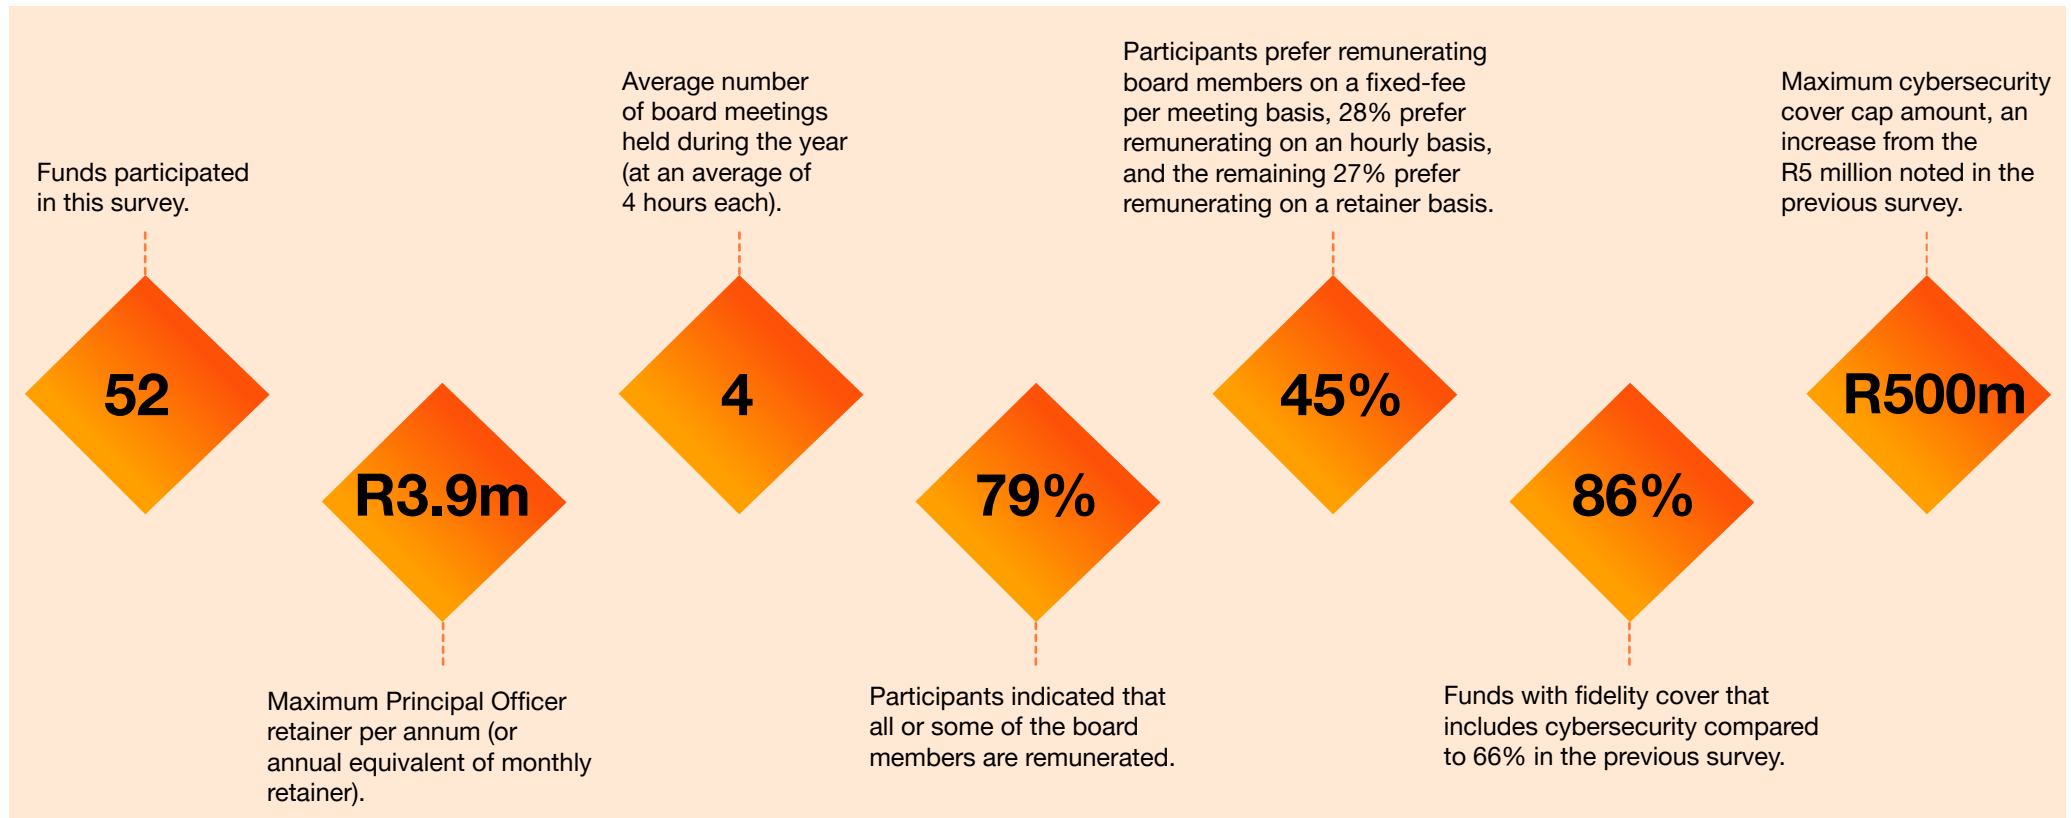 Funds participated
in this survey.
52
R3.9m
Maximum Principal Officer
retainer per annum (or
annual equivalent of monthly
retainer).
Average number
of board meetings
held during the year
(at an average of
4 hours each).
4
79%
Participants indicated that
all or some of the board
members are remunerated.
Participants prefer remunerating
board members on a fixed-fee
per meeting basis, 28% prefer
remunerating on an hourly basis,
and the remaining 27% prefer
remunerating on a retainer basis.
45%
86%
Funds with fidelity cover that
includes cybersecurity compared
to 66% in the previous survey.
Maximum cybersecurity
cover cap amount, an
increase from the
R5 million noted in the
previous survey.
R500m